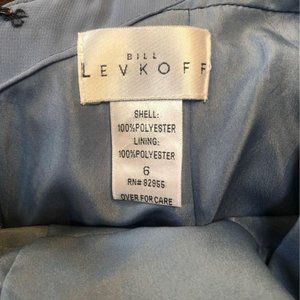 BILL
LEVKOFF
SHELL:
100%POLYESTER
LINING:
100%POLYESTER
6
RN#82955
OVER FOR CARE